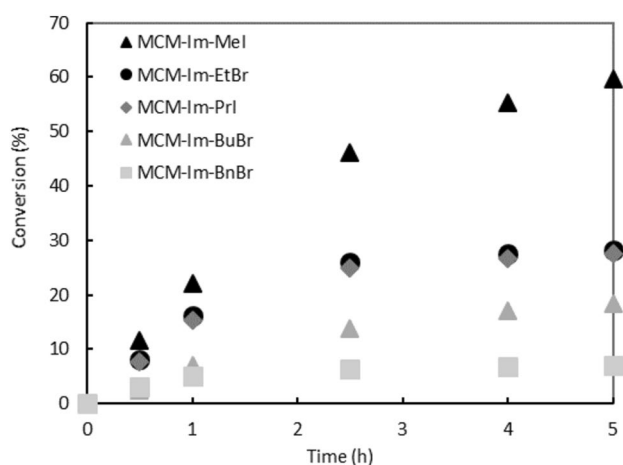 70
60
50
40
30
20
10
0
Conversion (%)
MCM-Im-MeI
MCM-Im-EtBr
MCM-Im-PrI
MCM-Im-BuBr
MCM-Im-BnBr
0 1 2 3 4 5
Time (h)